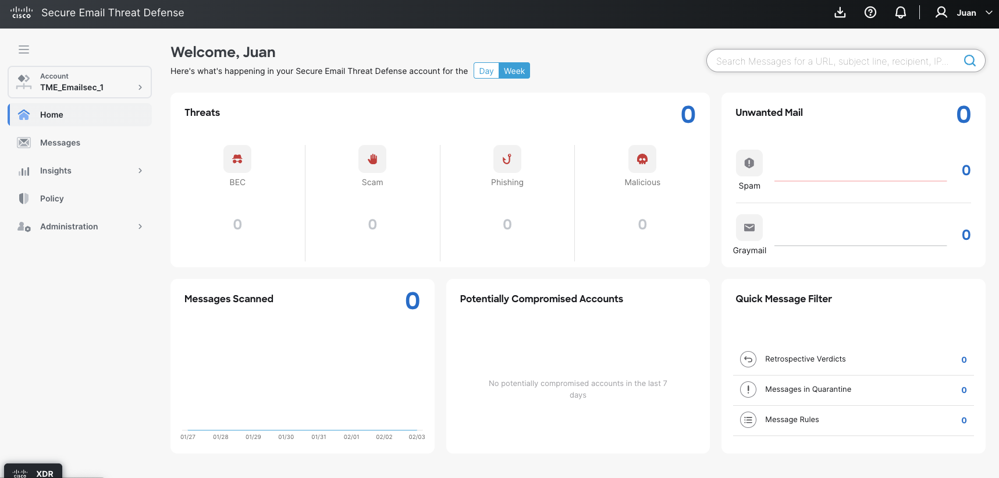 CISCO Secure Email Threat Defense
Juan
Welcome, Juan
Here's what's happening in your Secure Email Threat Defense account for the Day Week
Search Messages for a URL, subject line, recipient, IP...
Account
TME_Emailsec_1
Home
Messages
Insights
Policy
Administration
Threats 0
BEC Scam Phishing Malicious
0 0 0 0
Unwanted Mail 0
Spam 0
Graymail 0
Messages Scanned 0
01/27 01/28 01/29 01/30 01/31 02/01 02/02 02/03
Potentially Compromised Accounts
No potentially compromised accounts in the last 7
days
Quick Message Filter
Retrospective Verdicts 0
Messages in Quarantine 0
Message Rules 0
CISCO XDR